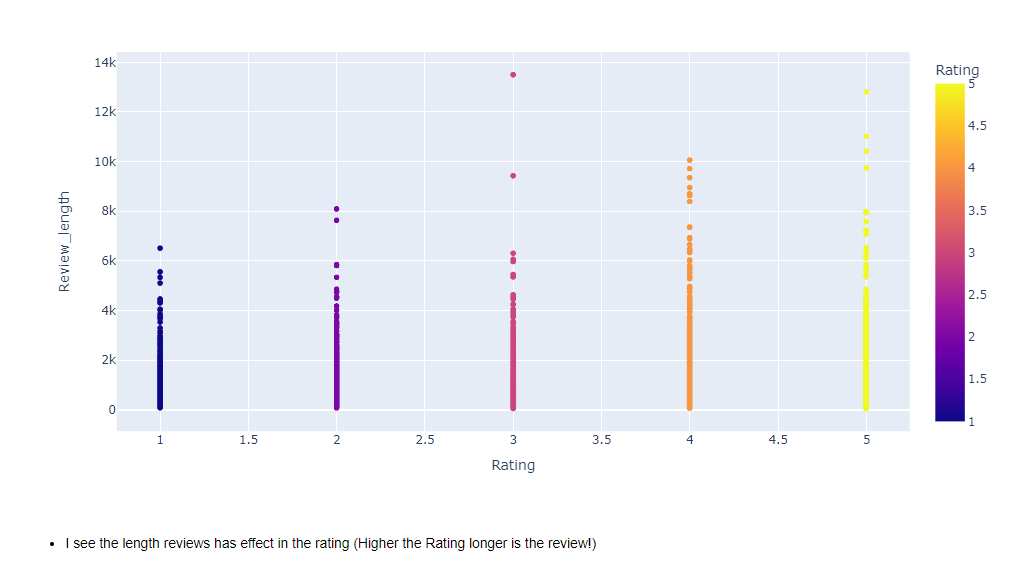 14k
12k
10k
8k
6k
4k
2k
0
Review_length
1
1.5
2
2.5
3
3.5
4
4.5
5
Rating
Rating
5
4.5
4
3.5
3
2.5
2
1.5
1
• I see the length reviews has effect in the rating (Higher the Rating longer is the review!)